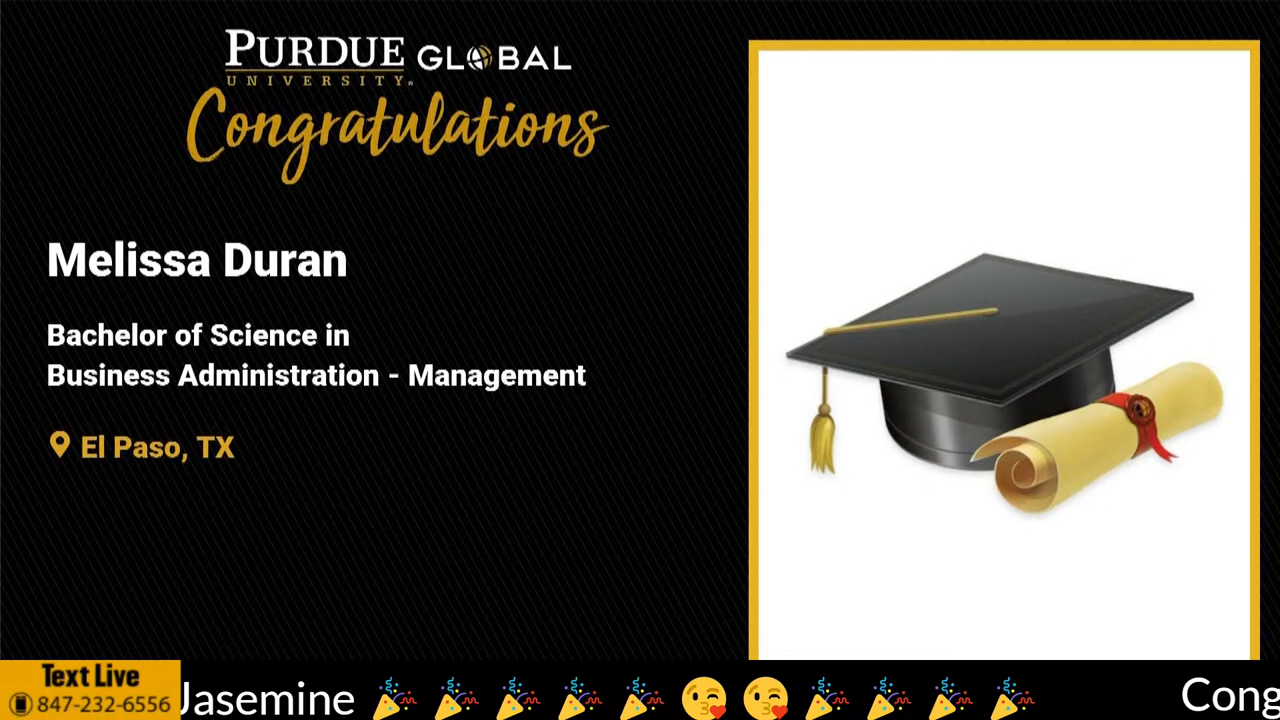 PURDUE GLOBAL
UNIVERSITY®
Congratulations
Melissa Duran
Bachelor of Science in
Business Administration - Management
El Paso, TX
Text Live
847-232-6556
Jasemine 🎉 🎉 🎉 🎉 🎉 😘 😘 🎉 🎉 🎉 🎉 Cong